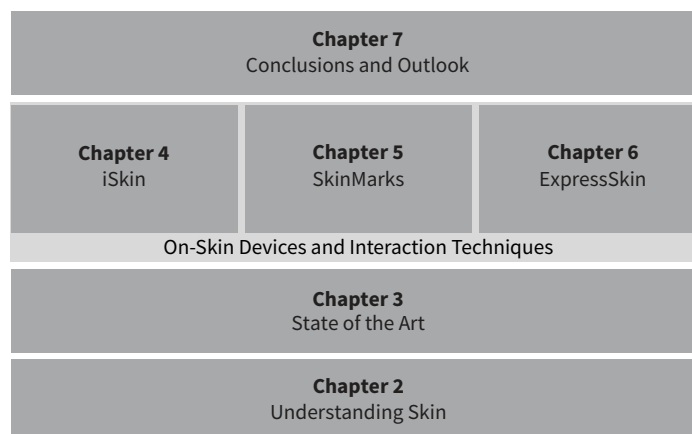 Chapter 7
Conclusions and Outlook
Chapter 4
iSkin
Chapter 5
SkinMarks
Chapter 6
ExpressSkin
On-Skin Devices and Interaction Techniques
Chapter 3
State of the Art
Chapter 2
Understanding Skin